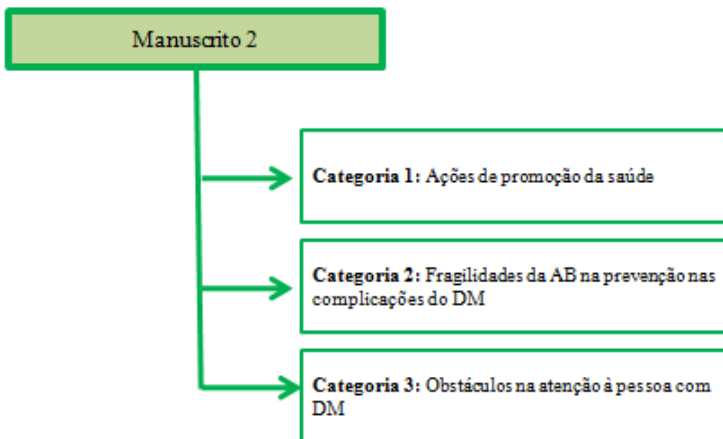 Manuscrito 2
Categoria 1: Ações de promoção da saúde
Categoria 2: Fragilidades da AB na prevenção nas
complicações do DM
Categoria 3: Obstáculos na atenção à pessoa com
DM